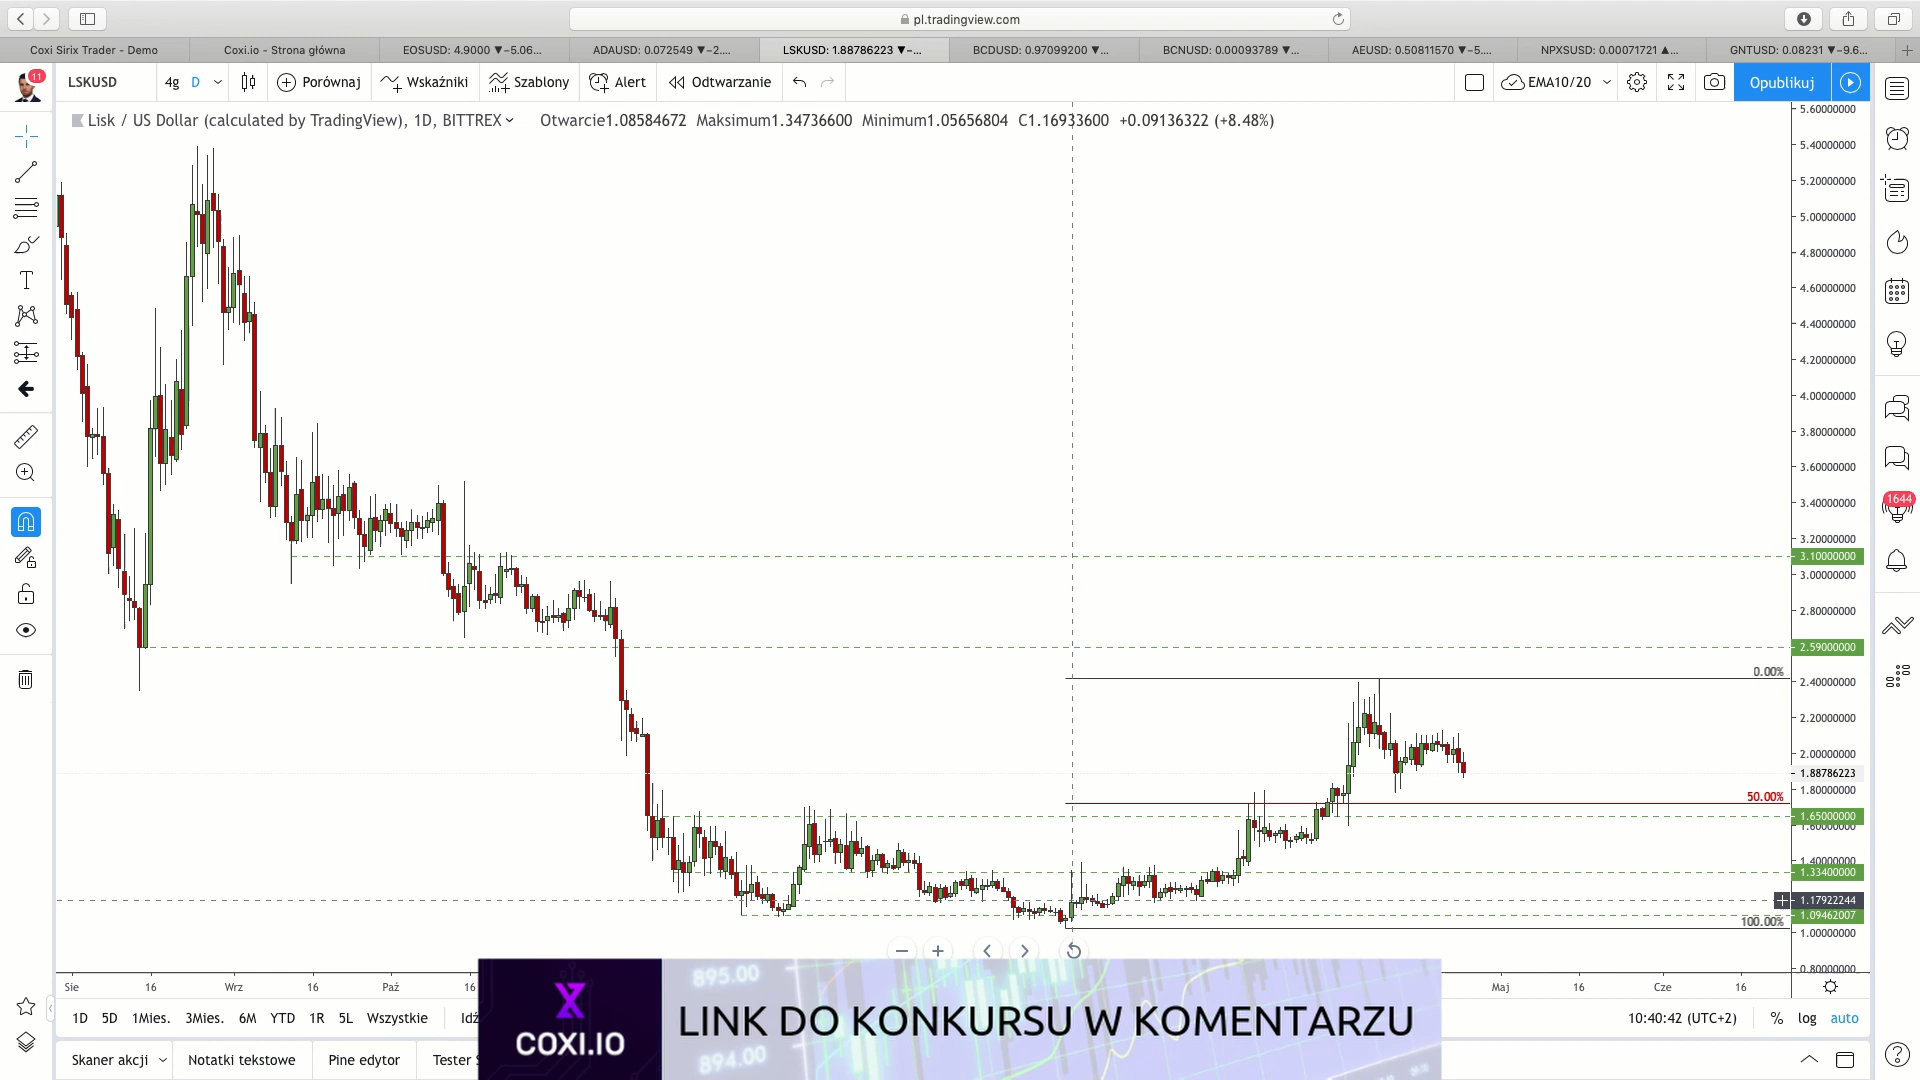 pl.tradingview.com
Coxi Sirix Trader - Demo
Coxi.io - Strona główna
EOSUSD: 4.9000 ▼−5.06...
ADAUSD: 0.072549 ▼−2....
LSKUSD: 1.88786223 ▼−...
BCDUSD: 0.97099200 ▼...
BCNUSD: 0.00093789 ▼...
AEUSD: 0.50811570 ▼−5....
NPXSUSD: 0.00071721 ▲...
GNTUSD: 0.08231 ▼−9.6...
11
LSKUSD
4g
D
Porównaj
Wskaźniki
Szablony
Alert
Odtwarzanie
EMA10/20
Opublikuj
Lisk / US Dollar (calculated by TradingView), 1D, BITTREX
Otwarcie1.08584672 Maksimum1.34736600 Minimum1.05656804 C1.16933600 +0.09136322 (+8.48%)
5.60000000
5.40000000
5.20000000
5.00000000
4.80000000
4.60000000
4.40000000
4.20000000
4.00000000
3.80000000
3.60000000
3.40000000
3.20000000
3.10000000
3.00000000
2.80000000
2.59000000
0.00%
2.40000000
2.20000000
2.00000000
1.88786223
1.80000000
50.00%
1.65000000
1.60000000
1.40000000
1.33400000
1.17922244
1.09462007
100.00%
1.00000000
0.80000000
1644
Sie
16
Wrz
16
Paź
16
Maj
16
Cze
16
1D 5D 1Mies. 3Mies. 6M YTD 1R 5L Wszystkie
10:40:42 (UTC+2)
% log auto
895.00
894.00
COXI.IO
LINK DO KONKURSU W KOMENTARZU
Skaner akcji
Notatki tekstowe
Pine edytor
Tester